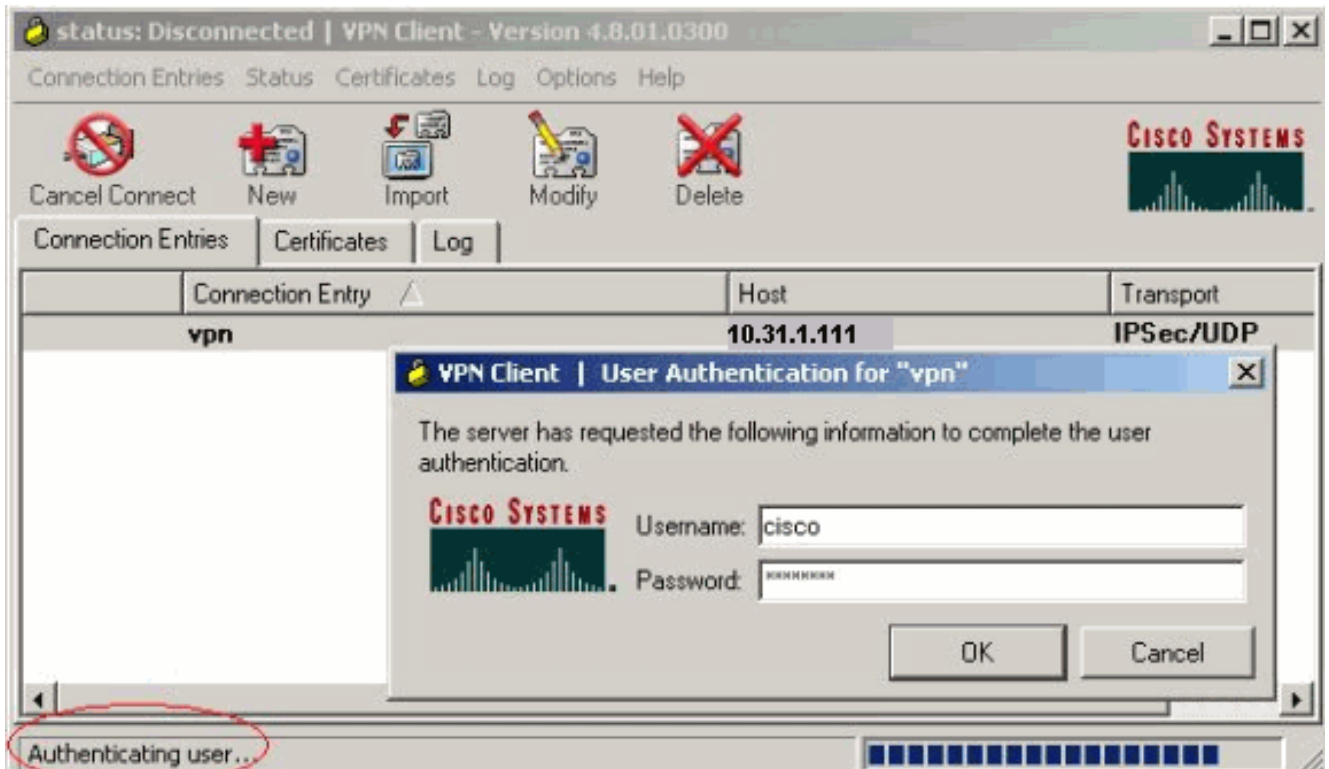 status: Disconnected | VPN Client - Version 4.8.01.0300
Connection Entries Status Certificates Log Options Help
CISCO SYSTEMS
Cancel Connect New Import Modify Delete
Connection Entries Certificates Log
Connection Entry Host Transport
vpn 10.31.1.111 IPSec/UDP
VPN Client | User Authentication for "vpn"
The server has requested the following information to complete the user
authentication.
CISCO SYSTEMS
Username: cisco
Password: ********
OK Cancel
Authenticating user...